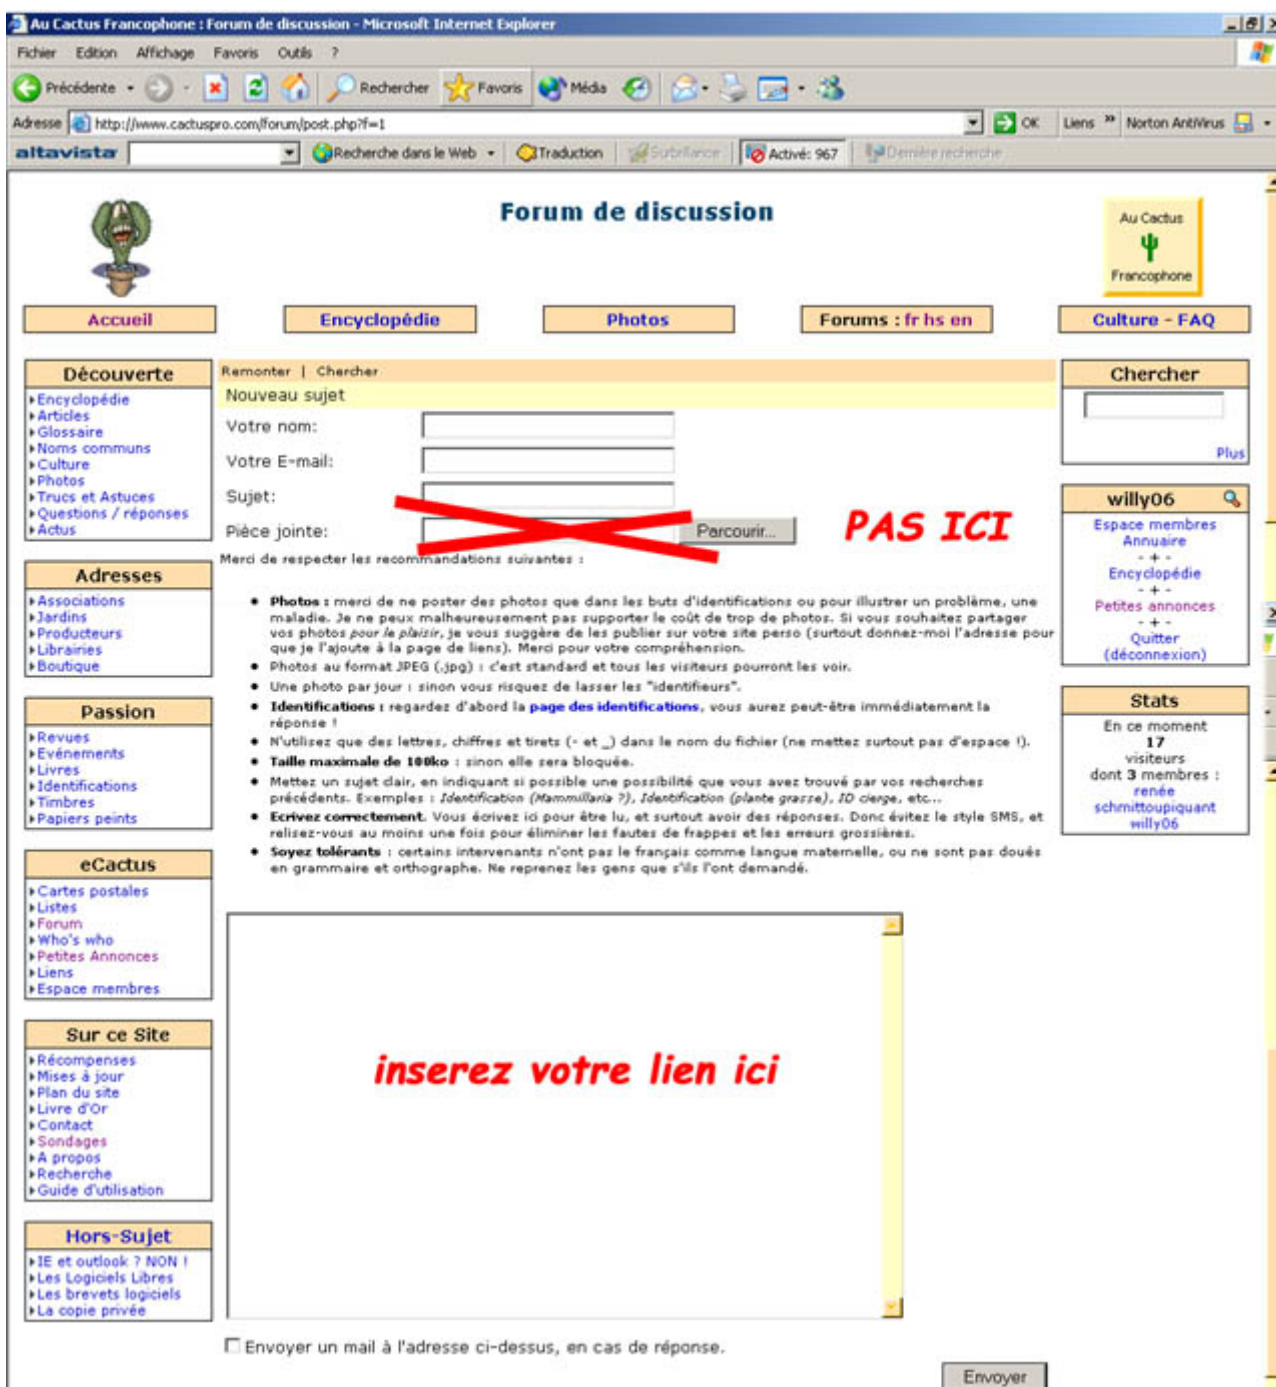 Au Cactus Francophone : Forum de discussion - Microsoft Internet Explorer
Fichier Edition Affichage Favoris Outils ?
Précédente Rechercher Favoris Média
Adresse http://www.cactuspro.com/forum/post.php?f=1 OK Liens » Norton AntiVirus
altavista Recherche dans le Web Traduction Surbrillance Activé: 967 Dernière recherche
Forum de discussion
Au Cactus
Francophone
Accueil Encyclopédie Photos Forums : fr hs en Culture - FAQ
Découverte
Encyclopédie
Articles
Glossaire
Noms communs
Culture
Photos
Trucs et Astuces
Questions / réponses
Actus
Adresses
Associations
Jardins
Producteurs
Librairies
Boutique
Passion
Revues
Evénements
Livres
Identifications
Timbres
Papiers peints
eCactus
Cartes postales
Listes
Forum
Who's who
Petites Annonces
Liens
Espace membres
Sur ce Site
Récompenses
Mises à jour
Plan du site
Livre d'Or
Contact
Sondages
A propos
Recherche
Guide d'utilisation
Hors-Sujet
IE et outlook ? NON !
Les Logiciels Libres
Les brevets logiciels
La copie privée
Remonter | Chercher
Nouveau sujet
Votre nom:
Votre E-mail:
Sujet:
Pièce jointe: Parcourir... PAS ICI
Merci de respecter les recommandations suivantes :
• Photos : merci de ne poster des photos que dans les buts d'identifications ou pour illustrer un problème, une
maladie. Je ne peux malheureusement pas supporter le coût de trop de photos. Si vous souhaitez partager
vos photos pour le plaisir, je vous suggère de les publier sur votre site perso (surtout donnez-moi l'adresse pour
que je l'ajoute à la page de liens). Merci pour votre compréhension.
• Photos au format JPEG (.jpg) : c'est standard et tous les visiteurs pourront les voir.
• Une photo par jour : sinon vous risquez de lasser les "identifieurs".
• Identifications : regardez d'abord la page des identifications, vous aurez peut-être immédiatement la
réponse !
• N'utilisez que des lettres, chiffres et tirets (- et _) dans le nom du fichier (ne mettez surtout pas d'espace !).
• Taille maximale de 100ko : sinon elle sera bloquée.
• Mettez un sujet clair, en indiquant si possible une possibilité que vous avez trouvé par vos recherches
précédents. Exemples : Identification (Mammillaria ?), Identification (plante grasse), ID cierge, etc...
• Ecrivez correctement. Vous écrivez ici pour être lu, et surtout avoir des réponses. Donc évitez le style SMS, et
relisez-vous au moins une fois pour éliminer les fautes de frappes et les erreurs grossières.
• Soyez tolérants : certains intervenants n'ont pas le français comme langue maternelle, ou ne sont pas doués
en grammaire et orthographe. Ne reprenez les gens que s'ils l'ont demandé.
inserez votre lien ici
Envoyer un mail à l'adresse ci-dessus, en cas de réponse.
Envoyer
Chercher
Plus
willy06
Espace membres
Annuaire
- + -
Encyclopédie
- + -
Petites annonces
- + -
Quitter
(déconnexion)
Stats
En ce moment
17
visiteurs
dont 3 membres :
renée
schmittoupiquant
willy06